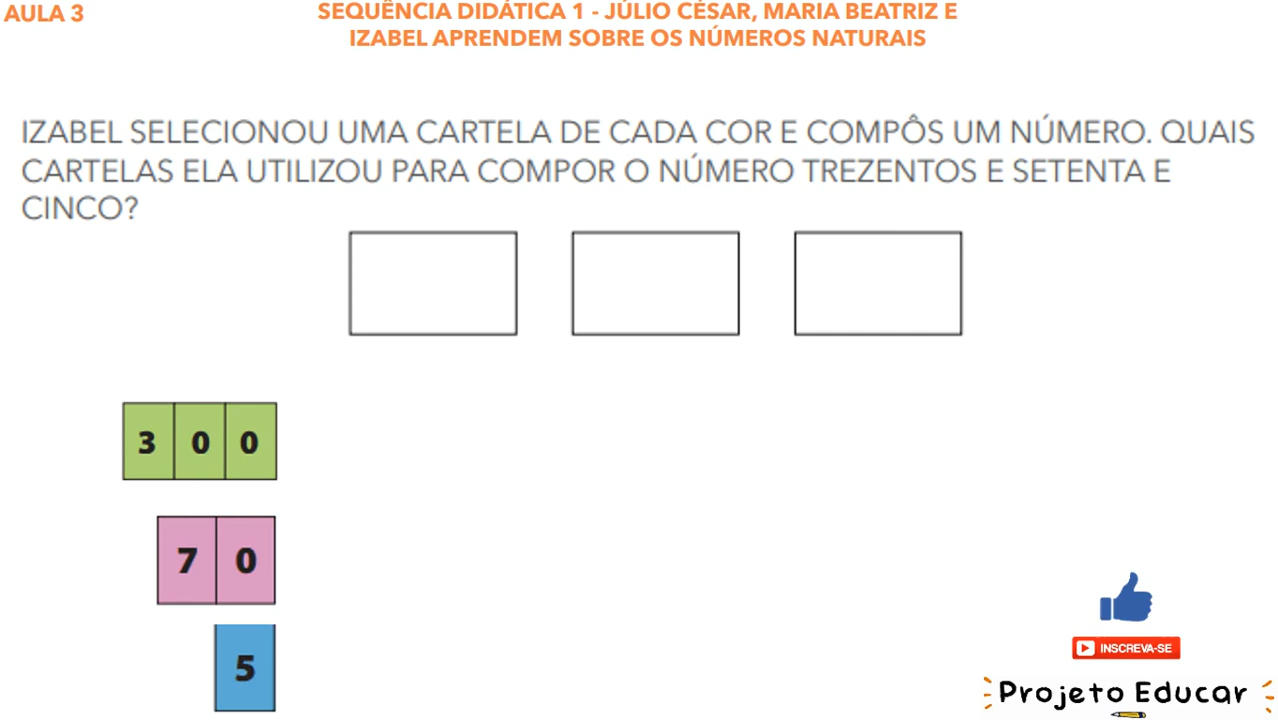 AULA 3
SEQUÊNCIA DIDÁTICA 1 - JÚLIO CÉSAR, MARIA BEATRIZ E
IZABEL APRENDEM SOBRE OS NÚMEROS NATURAIS
IZABEL SELECIONOU UMA CARTELA DE CADA COR E COMPÔS UM NÚMERO. QUAIS
CARTELAS ELA UTILIZOU PARA COMPOR O NÚMERO TREZENTOS E SETENTA E
CINCO?
3 0 0
7 0
5
INSCREVA-SE
Projeto Educar